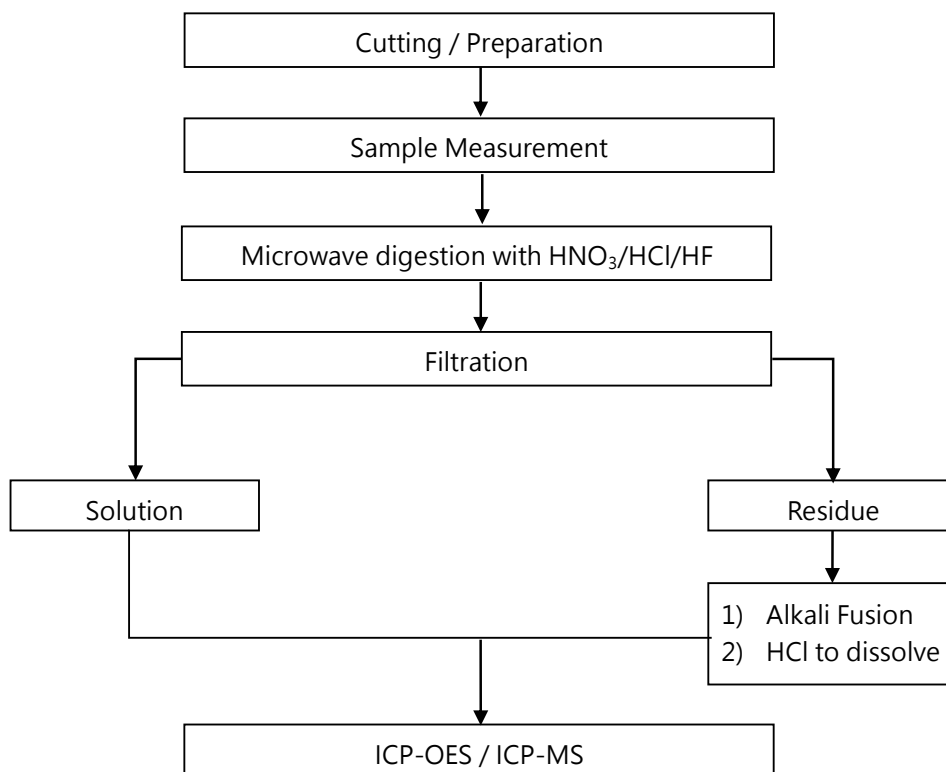 Cutting / Preparation
Sample Measurement
Microwave digestion with HNO₃/HCl/HF
Filtration
Solution
Residue
1) Alkali Fusion
2) HCl to dissolve
ICP-OES / ICP-MS